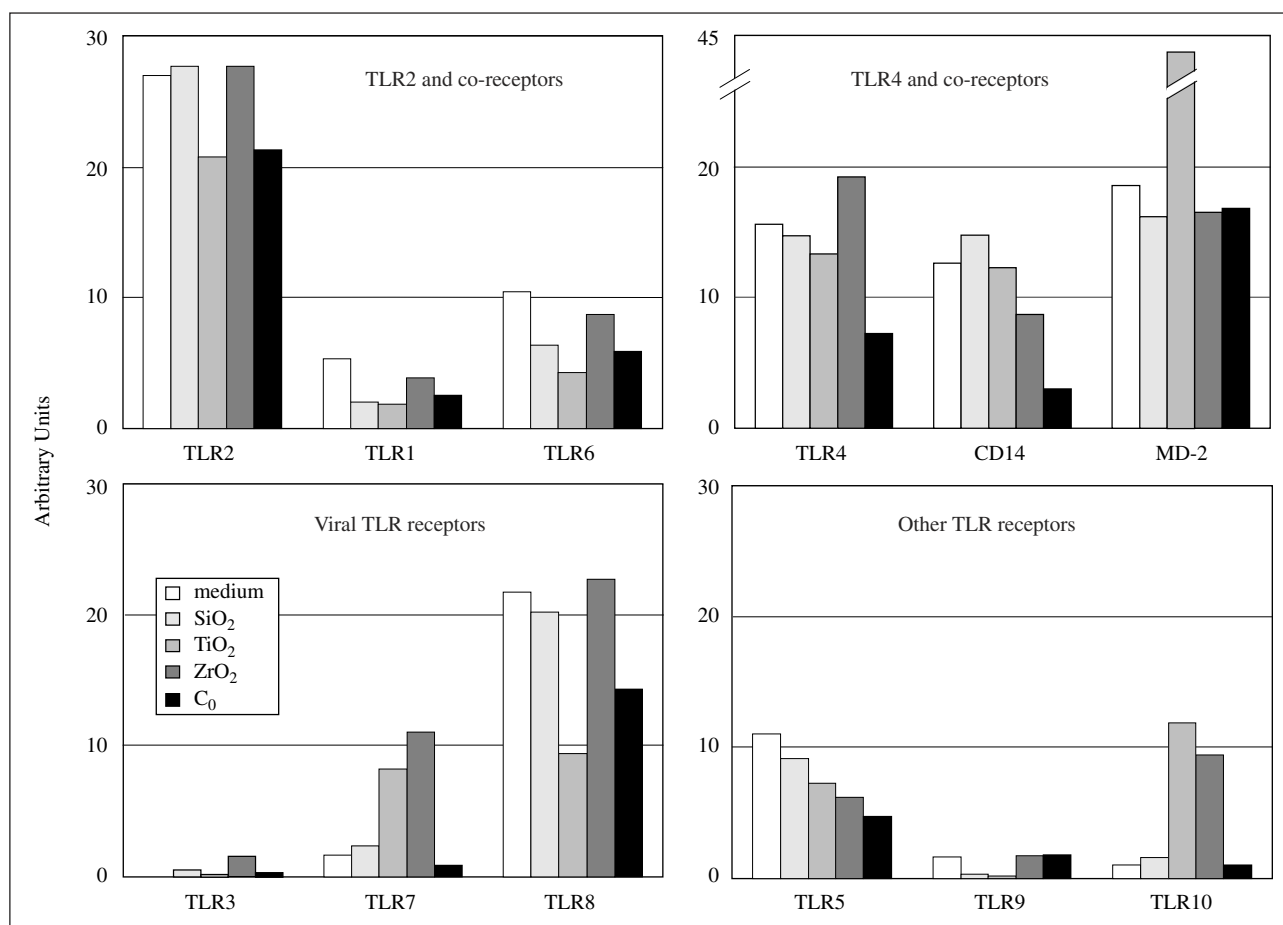 Arbitrary Units
TLR2 and co-receptors
30
20
10
0
TLR2 TLR1 TLR6
TLR4 and co-receptors
45
20
10
0
TLR4 CD14 MD-2
Viral TLR receptors
30
20
10
0
medium
SiO2
TiO2
ZrO2
C0
TLR3 TLR7 TLR8
Other TLR receptors
30
20
10
0
TLR5 TLR9 TLR10